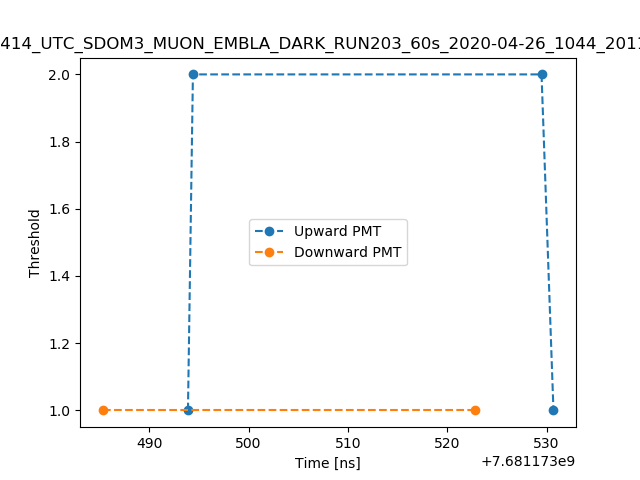 414_UTC_SDOM3_MUON_EMBLA_DARK_RUN203_60s_2020-04-26_1044_2011
2.0
1.8
1.6
1.4
1.2
1.0
Threshold
Upward PMT
Downward PMT
490
500
510
520
530
Time [ns]
+7.681173e9